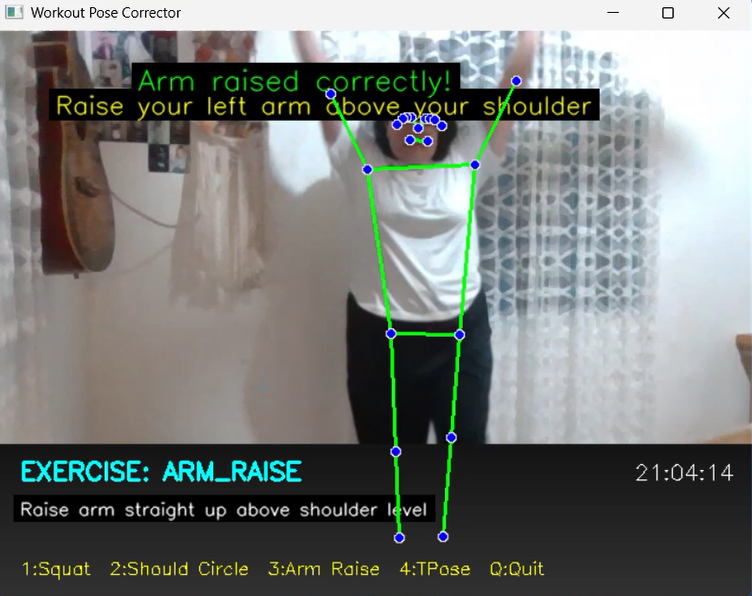 Workout Pose Corrector
Arm raised correctly!
Raise your left arm above your shoulder
EXERCISE: ARM_RAISE
21:04:14
Raise arm straight up above shoulder level
1:Squat 2:Should Circle 3:Arm Raise 4:TPose Q:Quit